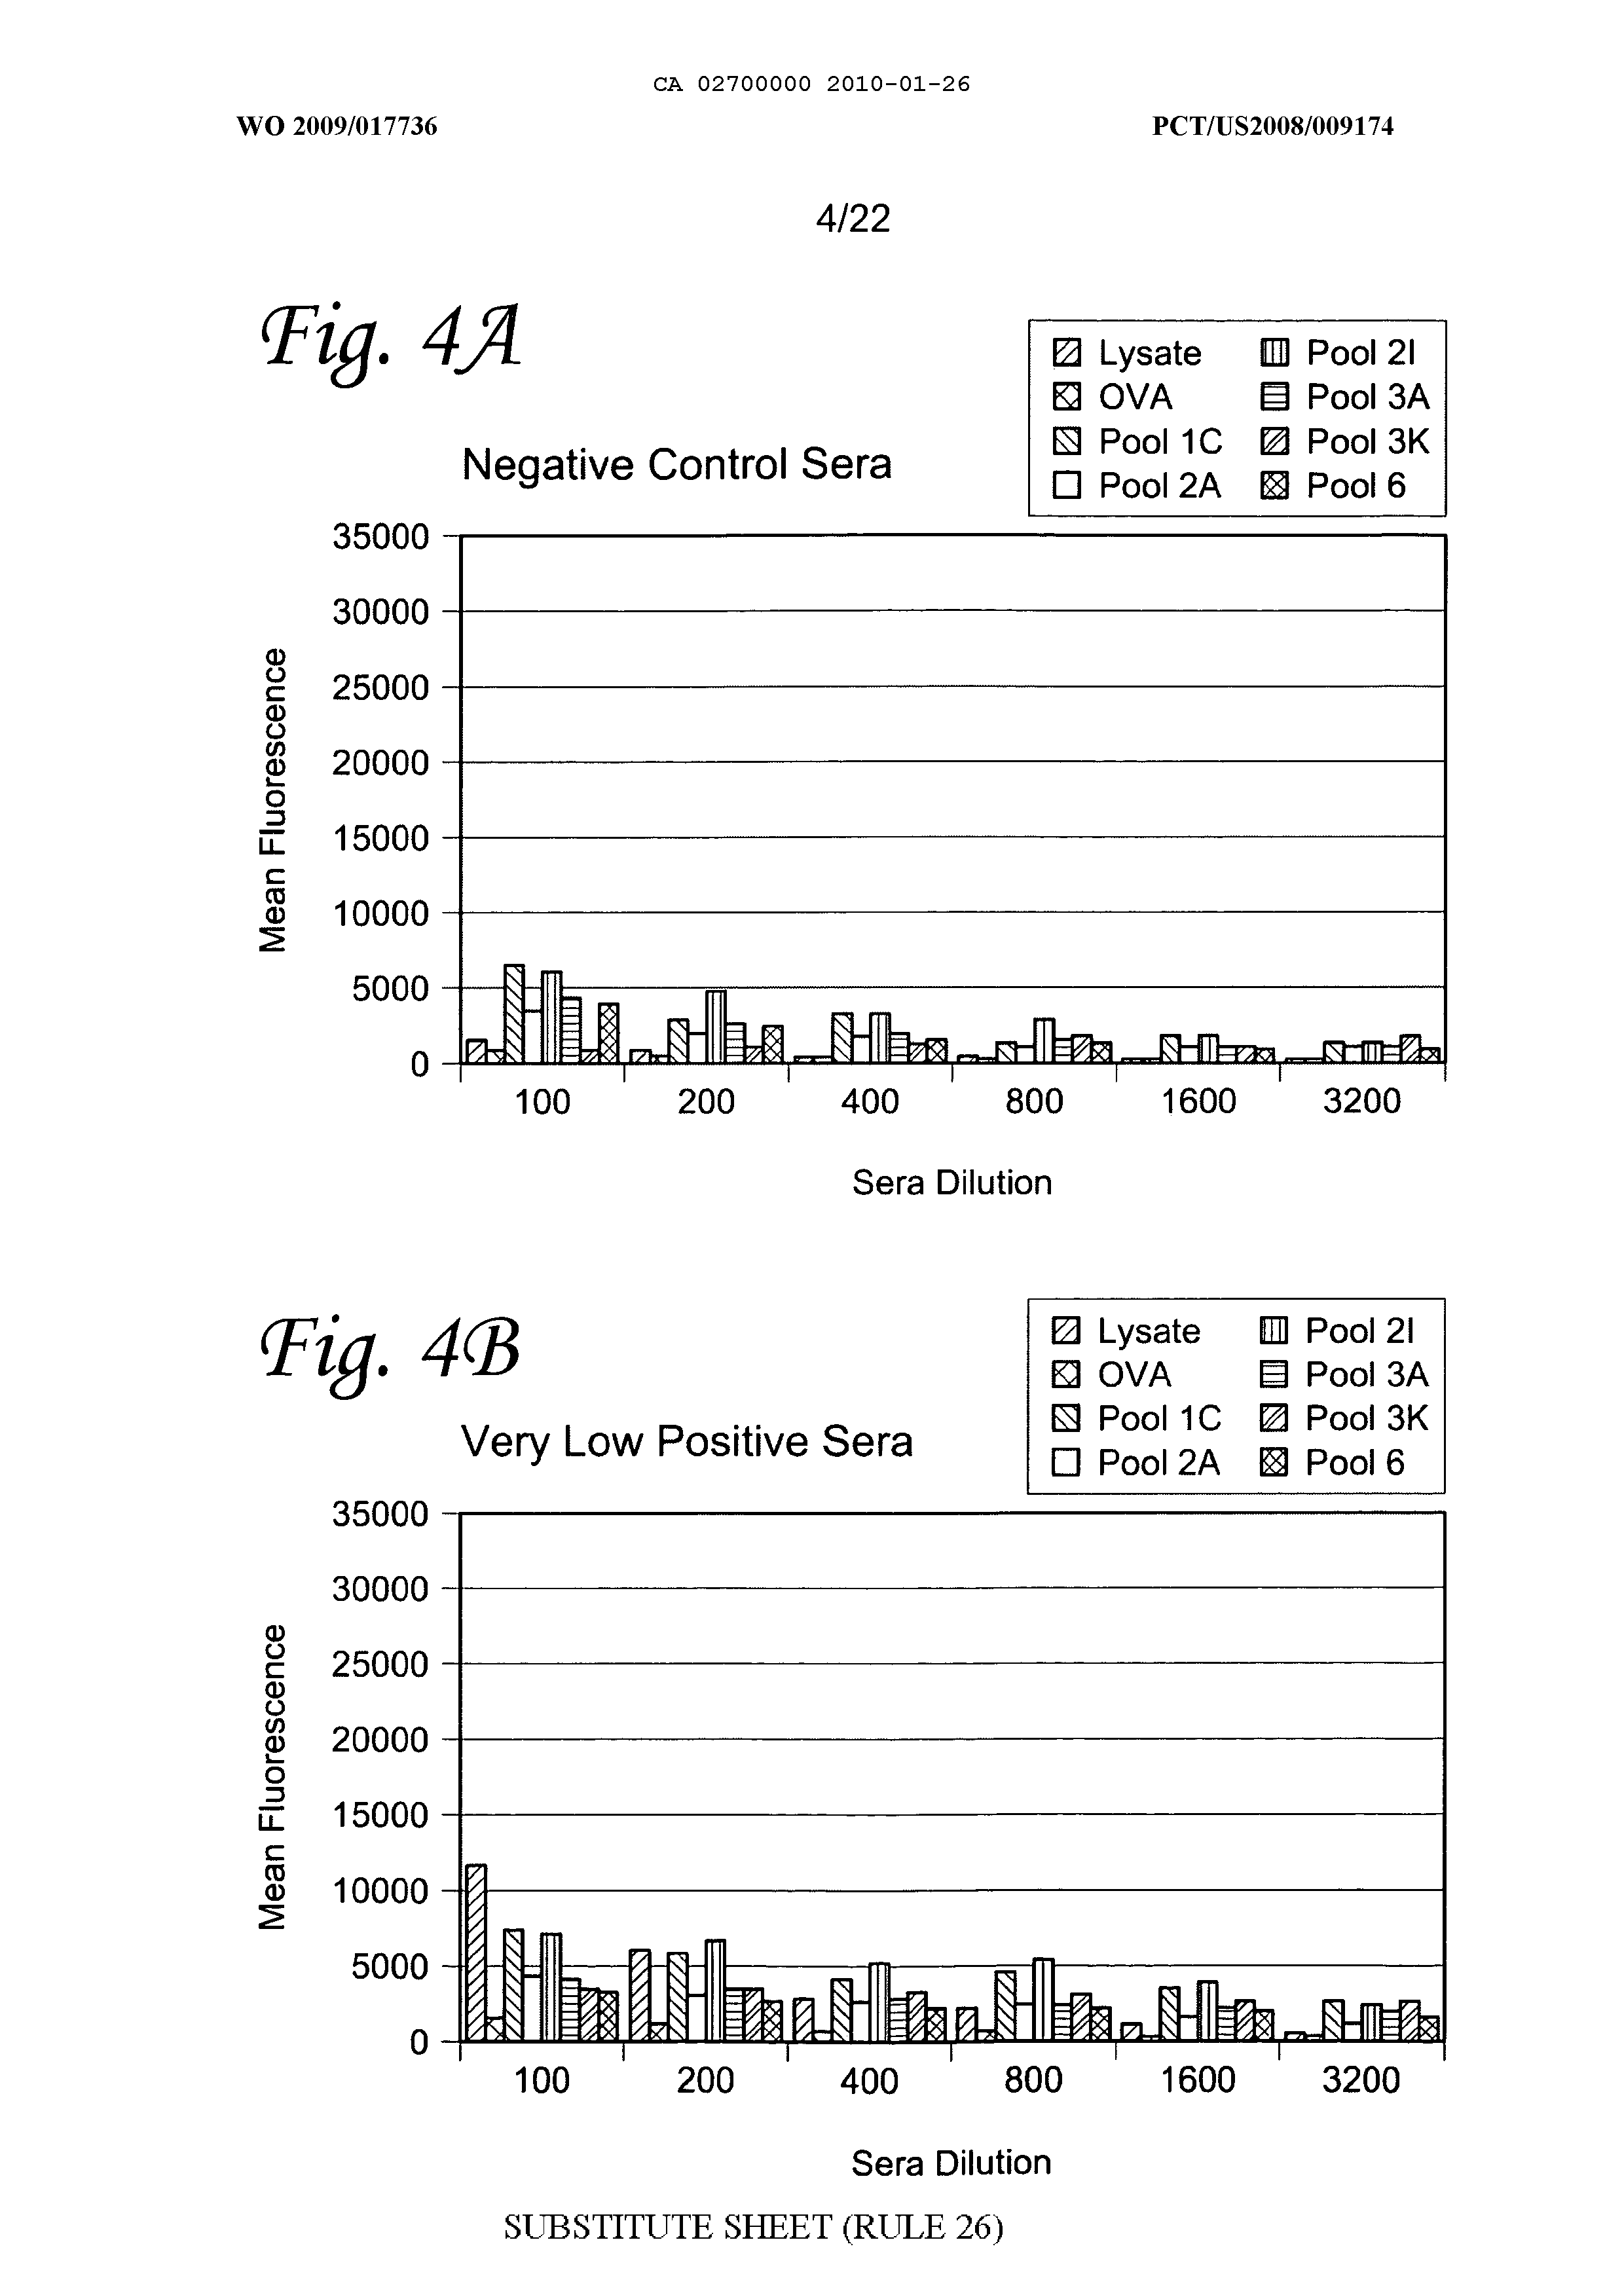 CA 02700000 2010-01-26
WO 2009/017736 PCT/US2008/009174
4/22
Fig. 4A
Lysate Pool 2I
OVA Pool 3A
Pool 1C Pool 3K
Pool 2A Pool 6
Negative Control Sera
35000
30000
25000
20000
15000
10000
5000
0
Mean Fluorescence
100 200 400 800 1600 3200
Sera Dilution
Fig. 4B
Lysate Pool 2I
OVA Pool 3A
Pool 1C Pool 3K
Pool 2A Pool 6
Very Low Positive Sera
35000
30000
25000
20000
15000
10000
5000
0
Mean Fluorescence
100 200 400 800 1600 3200
Sera Dilution
SUBSTITUTE SHEET (RULE 26)